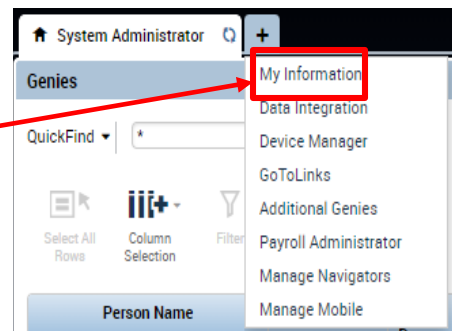 System Administrator
+
Genies
My Information
Data Integration
QuickFind
*
Device Manager
GoToLinks
Select All Rows
Column Selection
Filter
Additional Genies
Payroll Administrator
Manage Navigators
Person Name
Manage Mobile